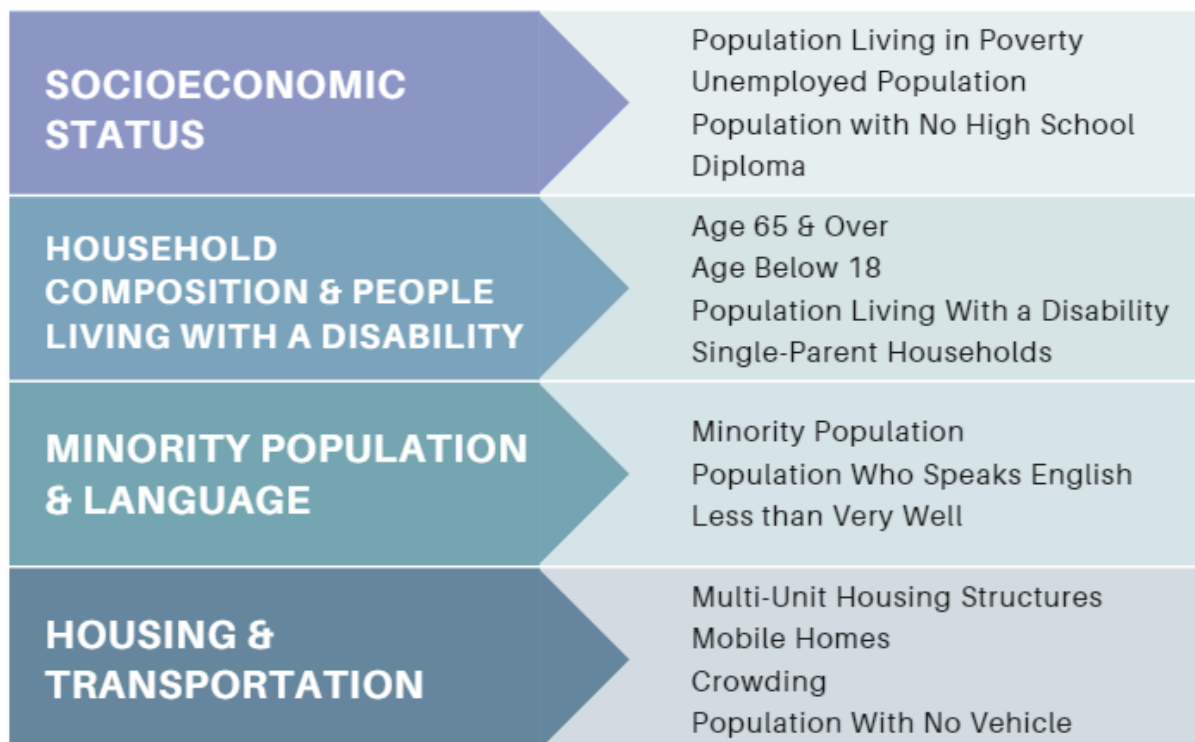 SOCIOECONOMIC
STATUS
Population Living in Poverty
Unemployed Population
Population with No High School
Diploma
HOUSEHOLD
COMPOSITION & PEOPLE
LIVING WITH A DISABILITY
Age 65 & Over
Age Below 18
Population Living With a Disability
Single-Parent Households
MINORITY POPULATION
& LANGUAGE
Minority Population
Population Who Speaks English
Less than Very Well
HOUSING &
TRANSPORTATION
Multi-Unit Housing Structures
Mobile Homes
Crowding
Population With No Vehicle